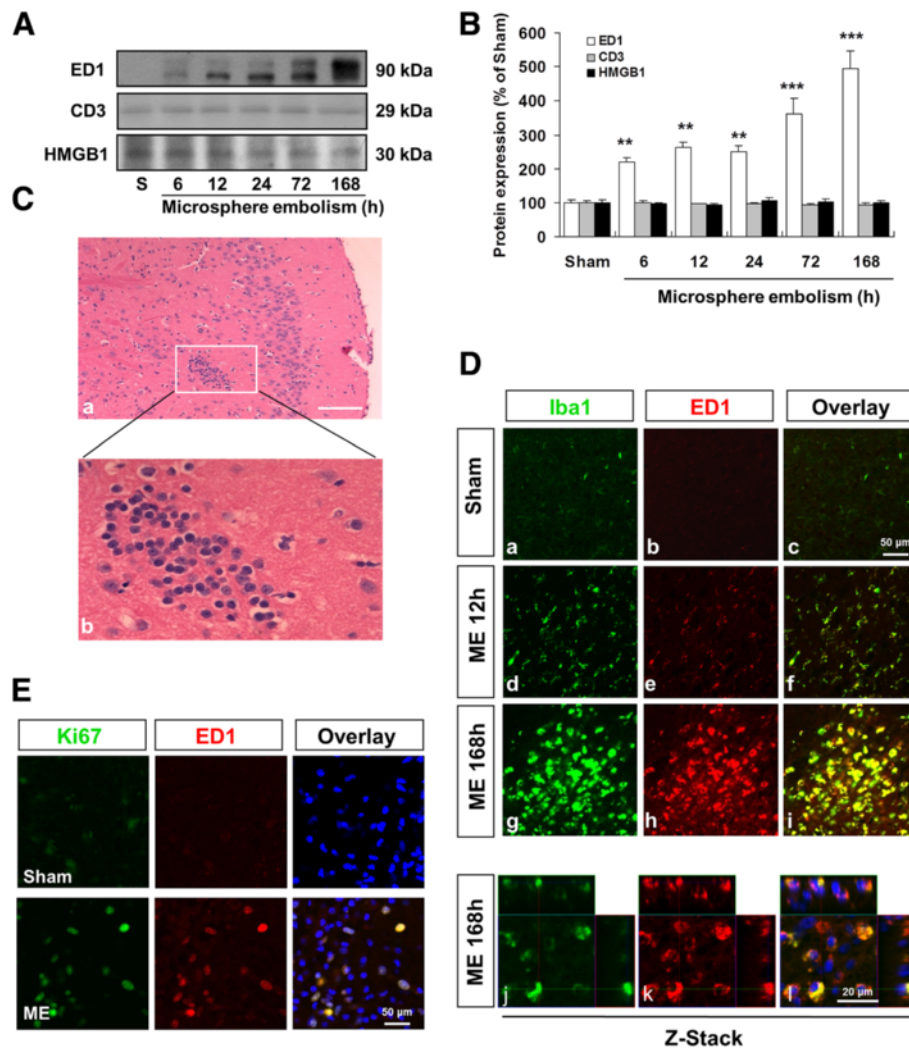 A
ED1
90 kDa
CD3
29 kDa
HMGB1
30 kDa
S 6 12 24 72 168
Microsphere embolism (h)
B
Protein expression (% of Sham)
600
500
400
300
200
100
0
ED1
CD3
HMGB1
**
**
**
***
***
Sham 6 12 24 72 168
Microsphere embolism (h)
C
a
b
D
Iba1 ED1 Overlay
Sham
a b c
50 µm
ME 12h
d e f
ME 168h
g h i
ME 168h
j k l
20 µm
Z-Stack
E
Ki67 ED1 Overlay
Sham
ME
50 µm